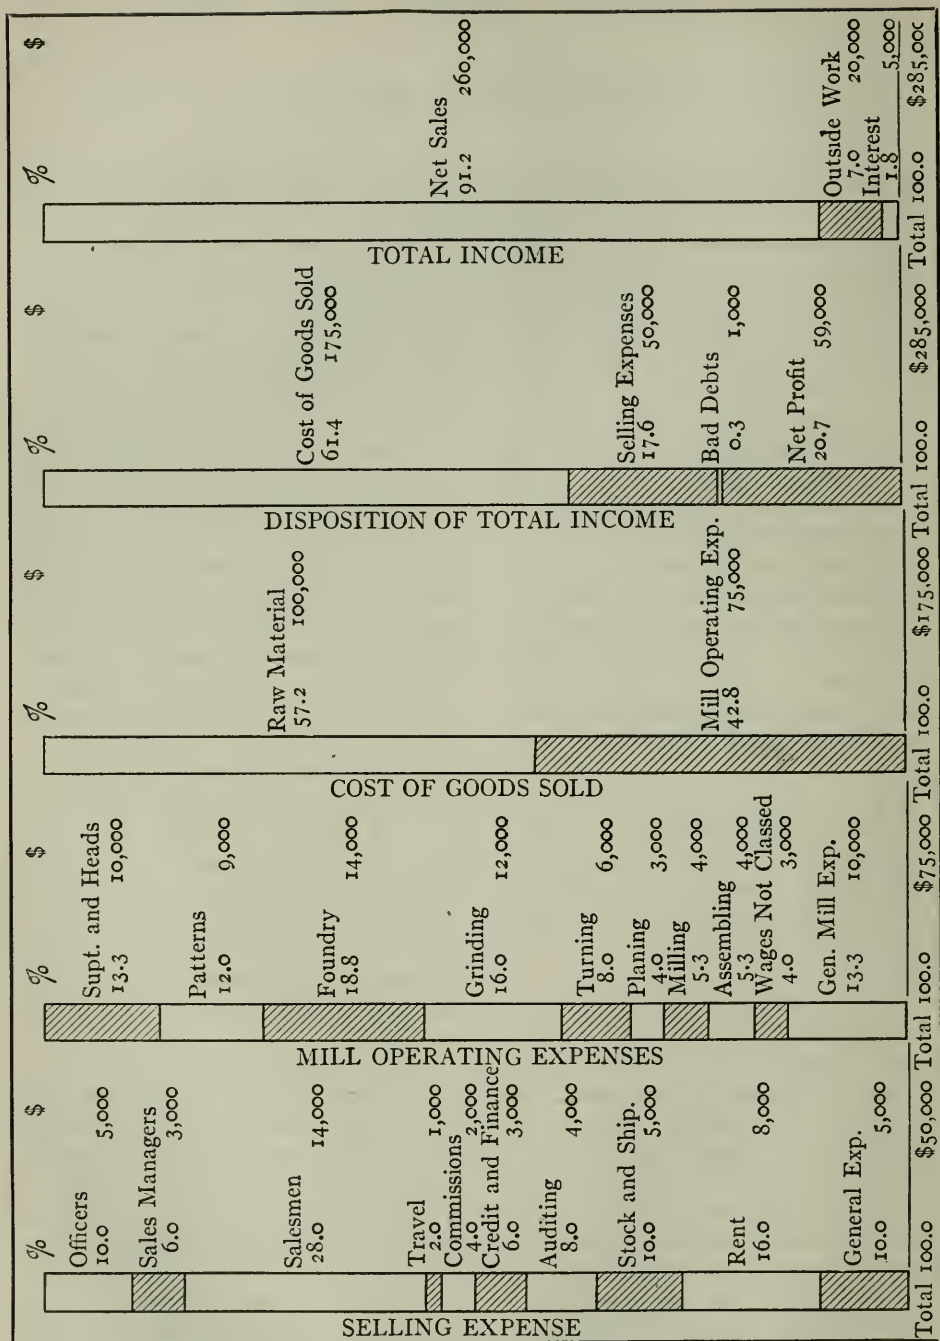 SELLING EXPENSE
% $
Officers
10.0 5,000
Sales Managers
6.0 3,000
Salesmen
28.0 14,000
Travel
2.0 1,000
Commissions
4.0 2,000
Credit and Finance
6.0 3,000
Auditing
8.0 4,000
Stock and Ship.
10.0 5,000
Rent
16.0 8,000
General Exp.
10.0 5,000
Total 100.0 $50,000
MILL OPERATING EXPENSES
% $
Supt. and Heads
13.3 10,000
Patterns
12.0 9,000
Foundry
18.8 14,000
Grinding
16.0 12,000
Turning
8.0 6,000
Planing
4.0 3,000
Milling
5.3 4,000
Assembling
5.3 4,000
Wages Not Classed
4.0 3,000
Gen. Mill Exp.
13.3 10,000
Total 100.0 $75,000
COST OF GOODS SOLD
% $
Raw Material
57.2 100,000
Mill Operating Exp.
42.8 75,000
Total 100.0 $175,000
DISPOSITION OF TOTAL INCOME
% $
Cost of Goods Sold
61.4 175,000
Selling Expenses
17.6 50,000
Bad Debts
0.3 1,000
Net Profit
20.7 59,000
Total 100.0 $285,000
TOTAL INCOME
% $
Net Sales
91.2 260,000
Outside Work
7.0 20,000
Interest
1.8 5,000
Total 100.0 $285,000